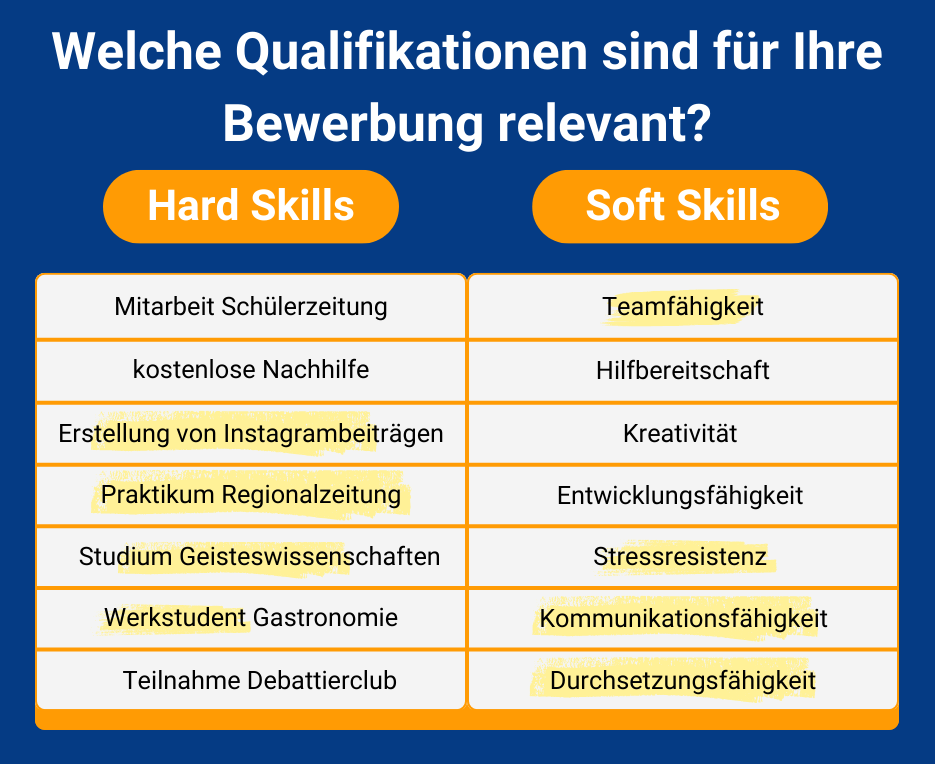 Welche Qualifikationen sind für Ihre
Bewerbung relevant?
Hard Skills
Soft Skills
Mitarbeit Schülerzeitung
Teamfähigkeit
kostenlose Nachhilfe
Hilfbereitschaft
Erstellung von Instagrambeiträgen
Kreativität
Praktikum Regionalzeitung
Entwicklungsfähigkeit
Studium Geisteswissenschaften
Stressresistenz
Werkstudent Gastronomie
Kommunikationsfähigkeit
Teilnahme Debattierclub
Durchsetzungsfähigkeit